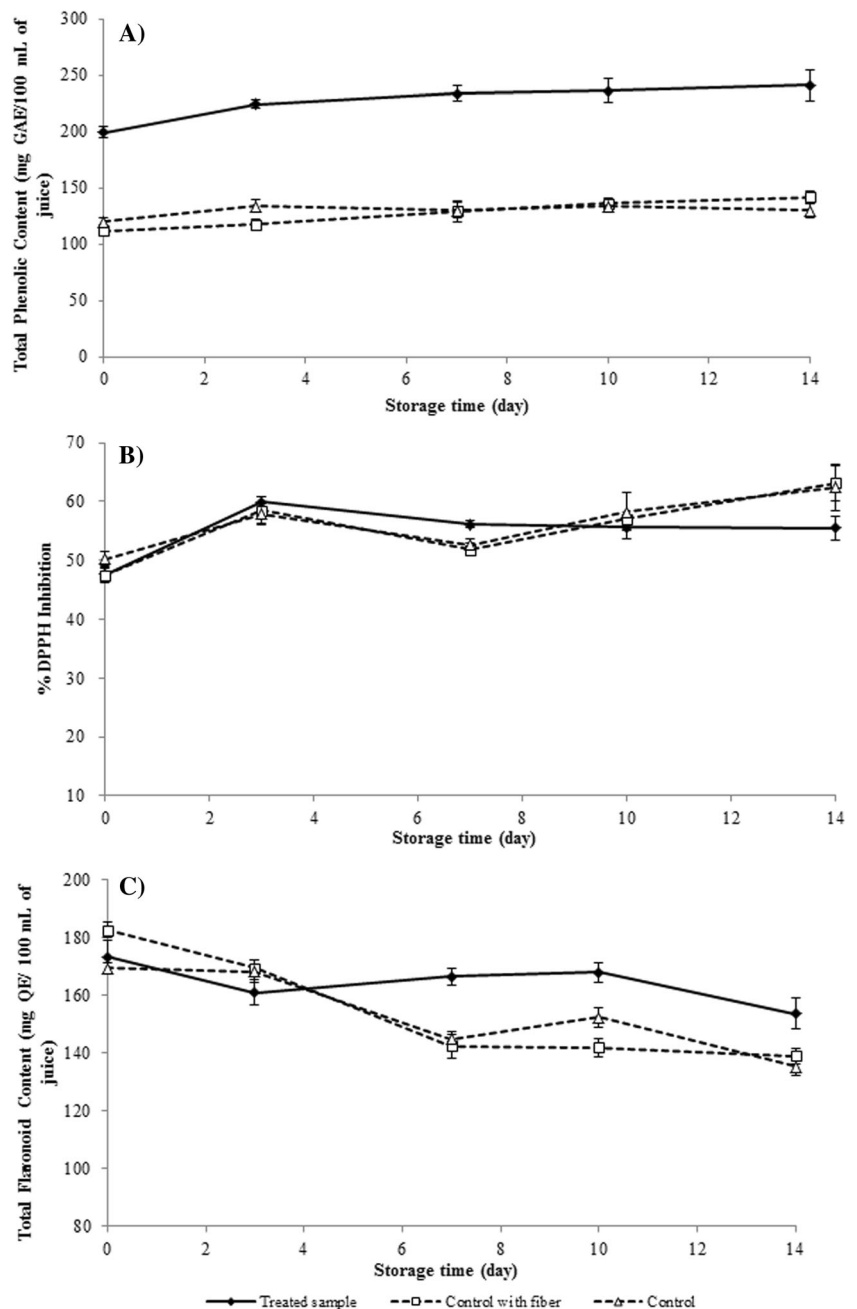 A)
Total Phenolic Content (mg GAE/100 mL of
juice)
300
250
200
150
100
50
0
0 2 4 6 8 10 12 14
Storage time (day)
B)
% DPPH Inhibition
70
60
50
40
30
20
10
0 2 4 6 8 10 12 14
Storage time (day)
C)
Total Flavonoid Content (mg QE/ 100 mL of
juice)
200
180
160
140
120
100
80
0 2 4 6 8 10 12 14
Storage time (day)
Treated sample Control with fiber Control